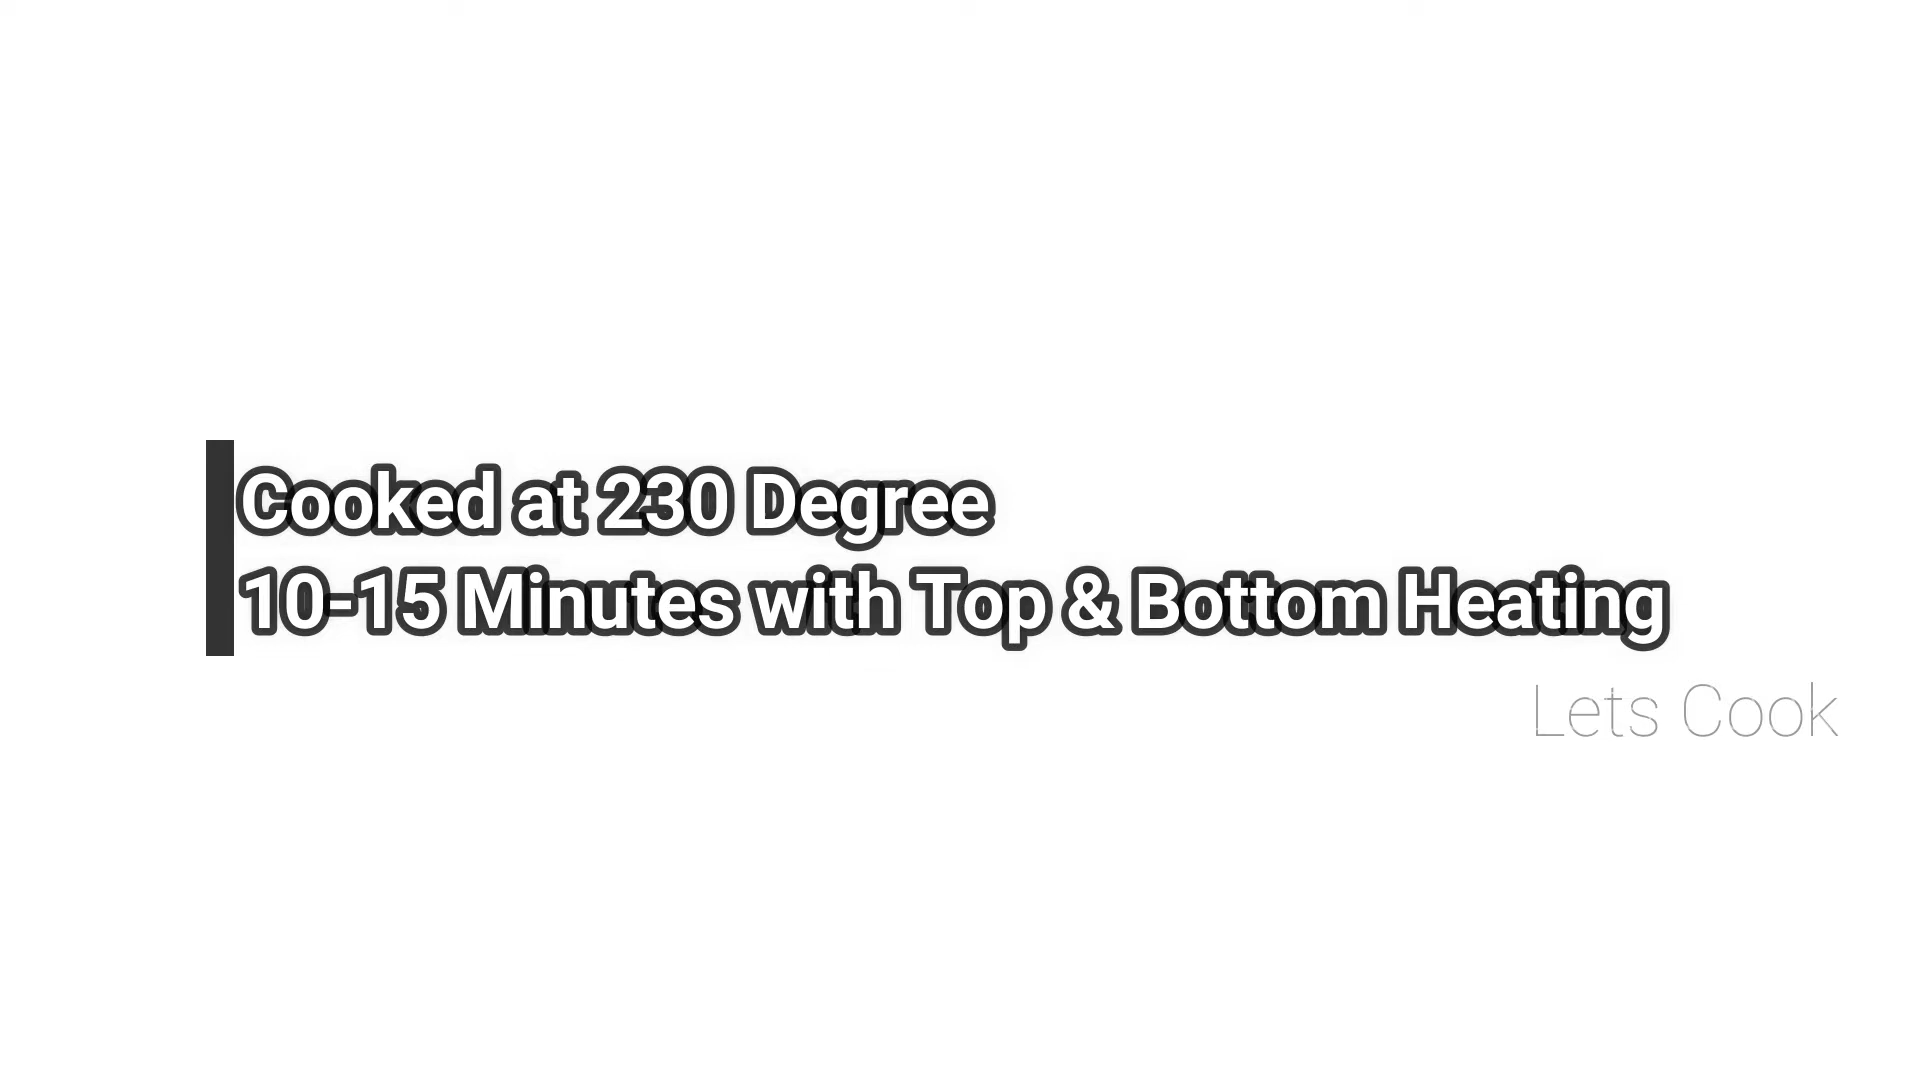 Cooked at 230 Degree
10-15 Minutes with Top & Bottom Heating
Lets Cook